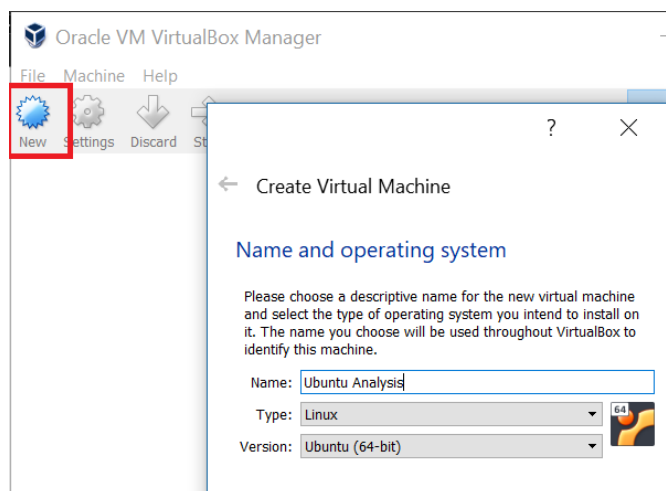 Oracle VM VirtualBox Manager
File Machine Help
New Settings Discard
?
Create Virtual Machine
Name and operating system
Please choose a descriptive name for the new virtual machine
and select the type of operating system you intend to install on
it. The name you choose will be used throughout VirtualBox to
identify this machine.
Name: Ubuntu Analysis
Type: Linux
64
Version: Ubuntu (64-bit)